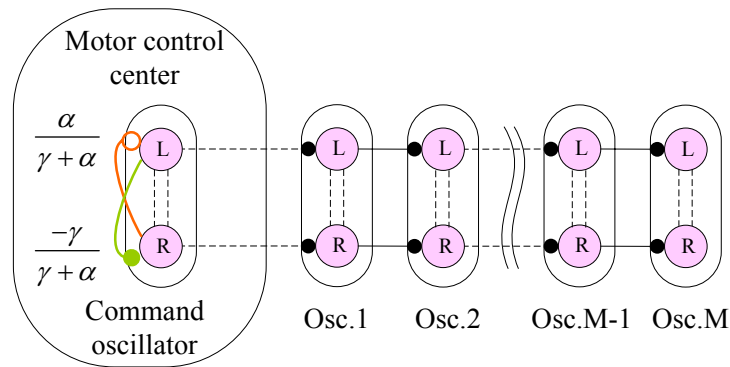 Motor control
center
α
γ + α
−γ
γ + α
L
R
Command
oscillator
L
R
Osc.1
L
R
Osc.2
L
R
Osc.M-1
L
R
Osc.M